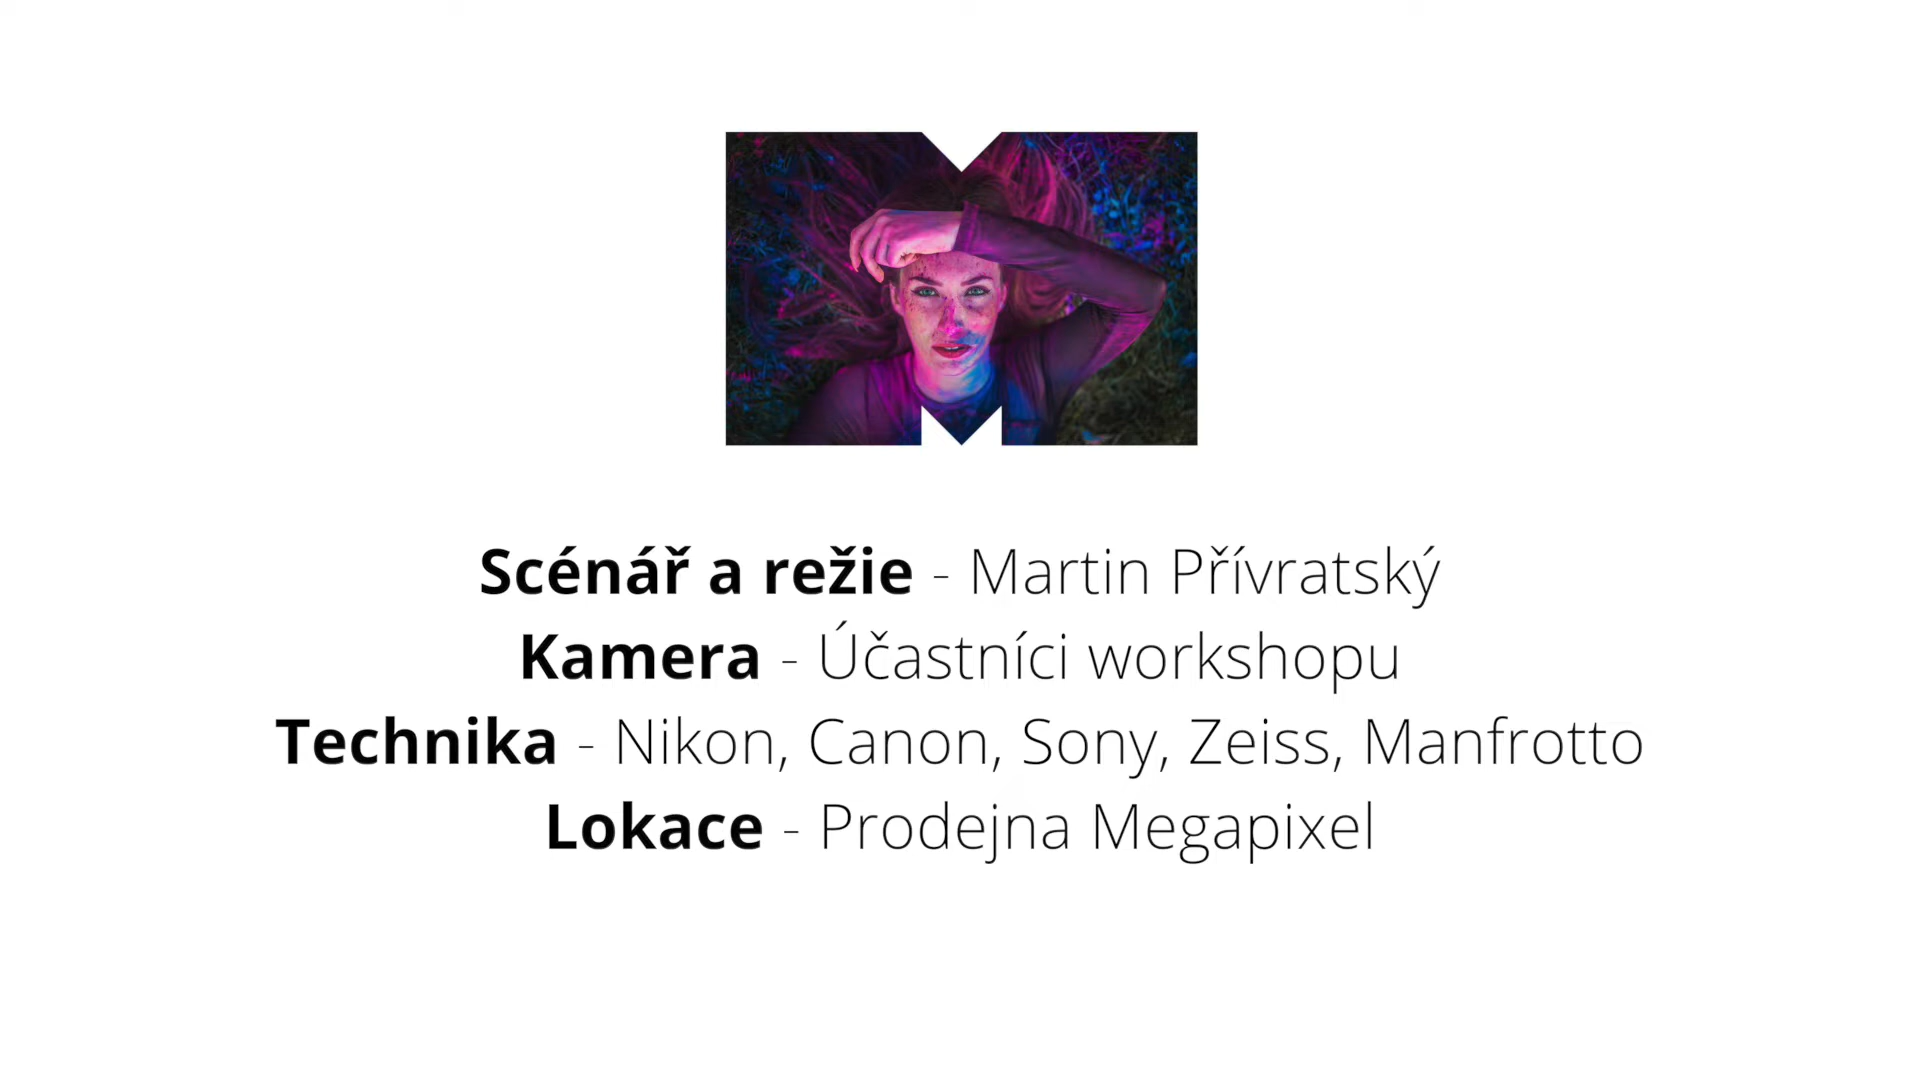 Scénář a režie - Martin Přívratský
Kamera - Účastníci workshopu
Technika - Nikon, Canon, Sony, Zeiss, Manfrotto
Lokace - Prodejna Megapixel